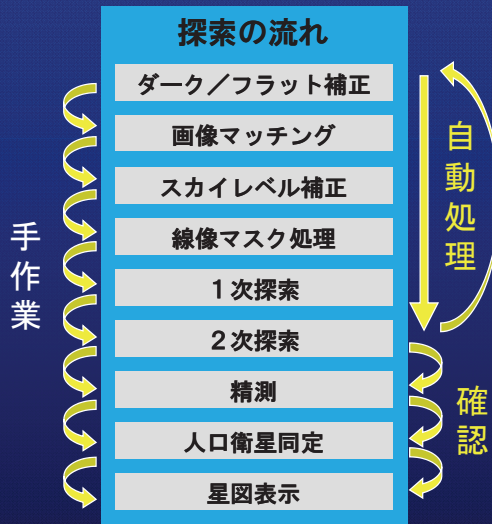 探索の流れ
ダーク／フラット補正
画像マッチング
スカイレベル補正
線像マスク処理
１次探索
２次探索
精測
人口衛星同定
星図表示
手作業
自動処理
確認